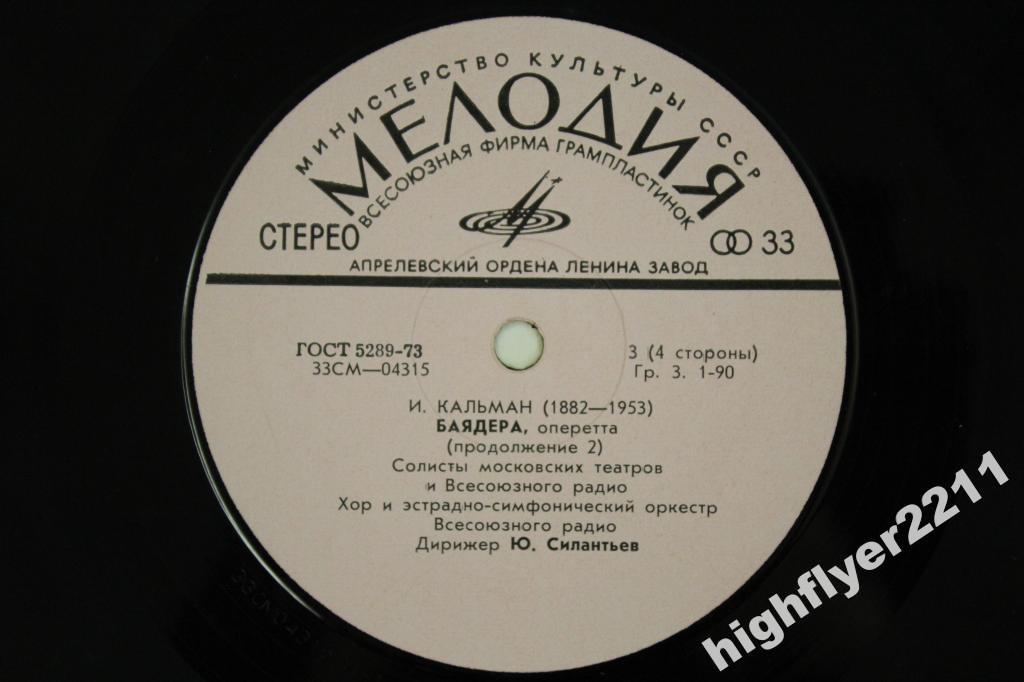 МИНИСТЕРСТВО КУЛЬТУРЫ СССР
МЕЛОДИЯ
ВСЕСОЮЗНАЯ ФИРМА ГРАМПЛАСТИНОК
СТЕРЕО 33
АПРЕЛЕВСКИЙ ОРДЕНА ЛЕНИНА ЗАВОД
ГОСТ 5289-73 3 (4 стороны)
33СМ—04315 Гр. 3. 1-90
И. КАЛЬМАН (1882—1953)
БАЯДЕРА, оперетта
(продолжение 2)
Солисты московских театров
и Всесоюзного радио
Хор и эстрадно-симфонический оркестр
Всесоюзного радио
Дирижер Ю. Силантьев
highflyer2211